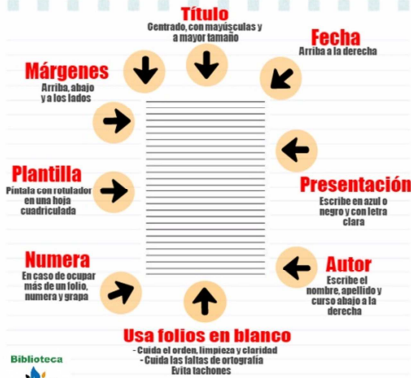 Título
Centrado, con mayúsculas y
a mayor tamaño
Fecha
Arriba a la derecha
Márgenes
Arriba, abajo
y a los lados
Plantilla
Píntala con rotulador
en una hoja
cuadriculada
Presentación
Escribe en azul o
negro y con letra
clara
Numera
En caso de ocupar
más de un folio,
numera y grapa
Autor
Escribe el
nombre, apellido y
curso abajo a la
derecha
Usa folios en blanco
- Cuida el orden, limpieza y claridad
- Cuida las faltas de ortografía
Evita tachones
Biblioteca